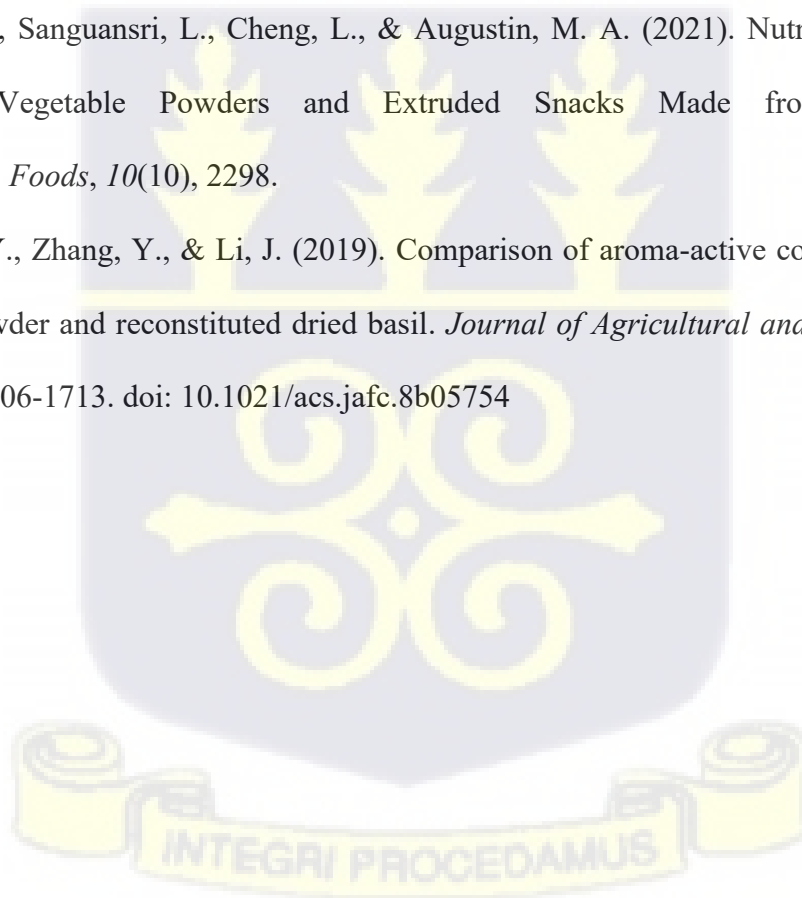 , Sanguansri, L., Cheng, L., & Augustin, M. A. (2021). Nutr
Vegetable Powders and Extruded Snacks Made fro
Foods, 10(10), 2298.
Y., Zhang, Y., & Li, J. (2019). Comparison of aroma-active co
wder and reconstituted dried basil. Journal of Agricultural and
06-1713. doi: 10.1021/acs.jafc.8b05754
INTEGRI PROCEDAMUS